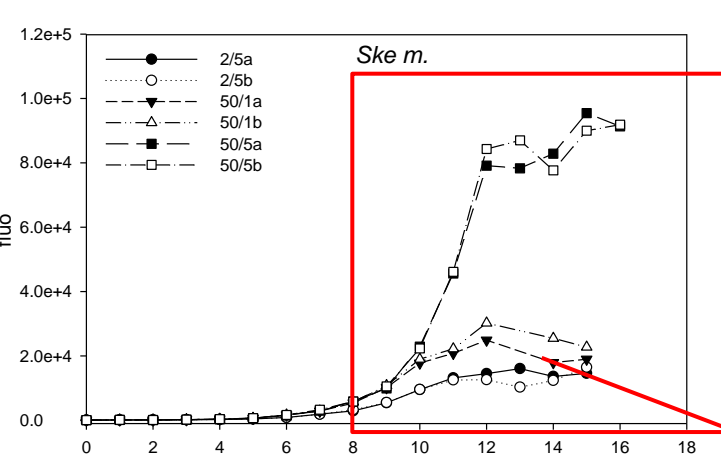 1.2e+5
Ske m.
2/5a
2/5b
1.0e+5
50/1a
50/1b
50/5a
8.0e+4
50/5b
fluo
6.0e+4
4.0e+4
2.0e+4
0.0
0 2 4 6 8 10 12 14 16 18